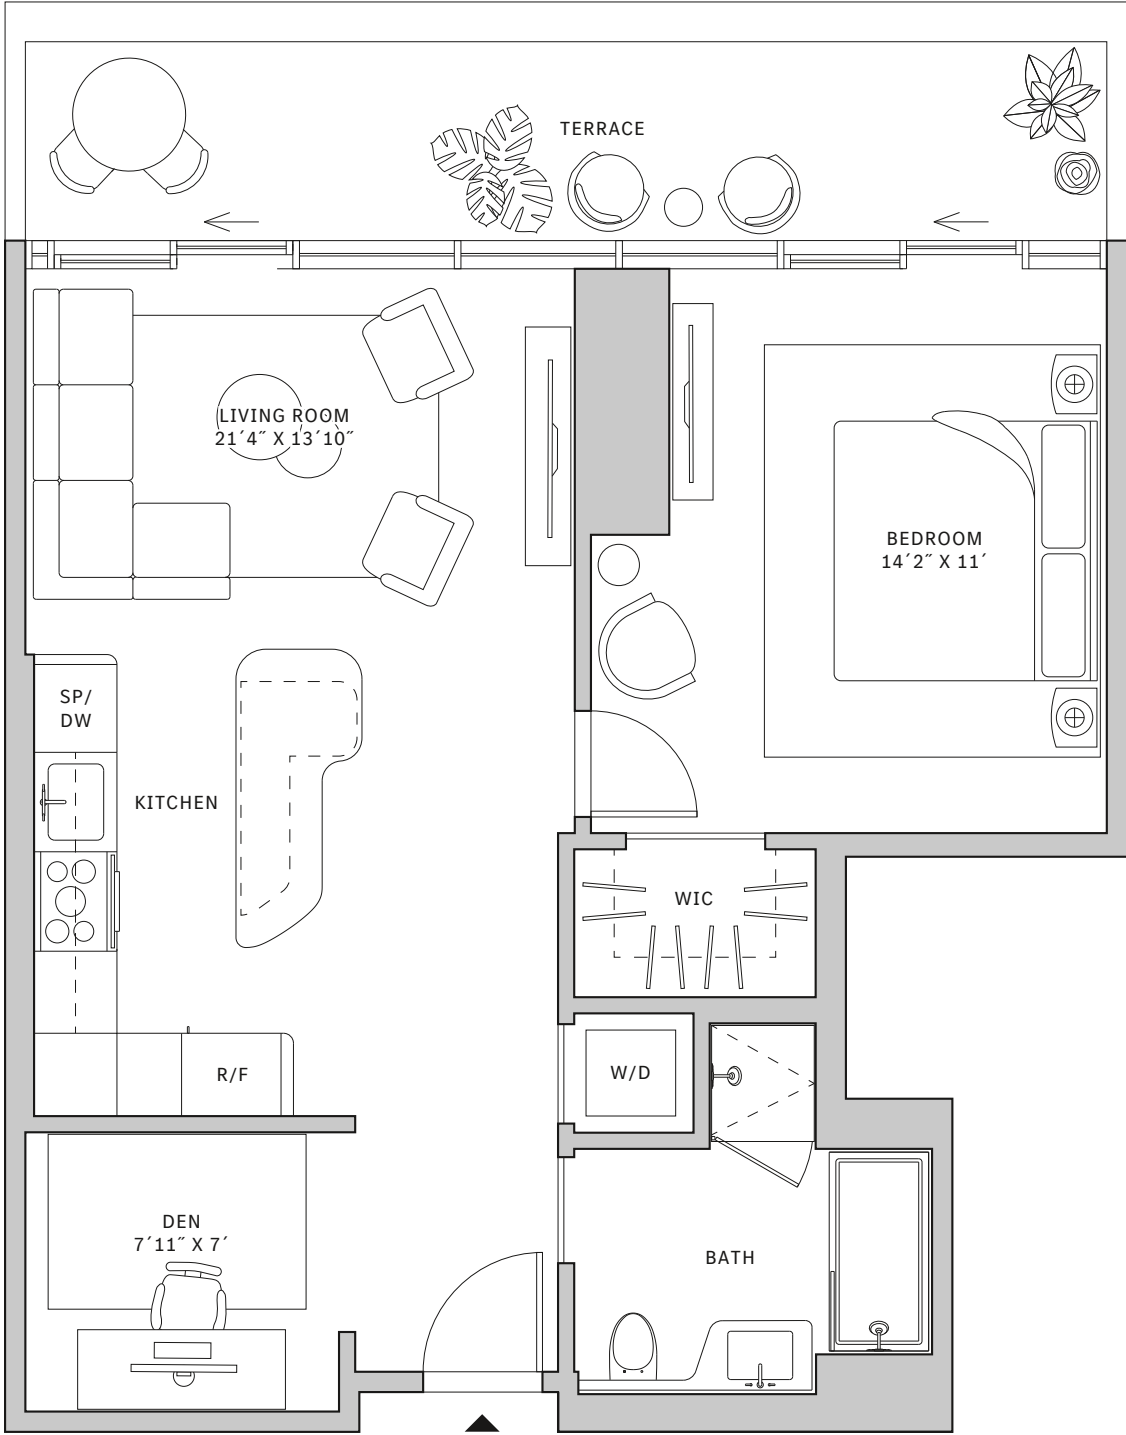 TERRACE
LIVING ROOM
21´4˝ X 13´10˝
BEDROOM
14´2˝ X 11´
SP/
DW
KITCHEN
WIC
R/F
W/D
DEN
7´11˝ X 7´
BATH